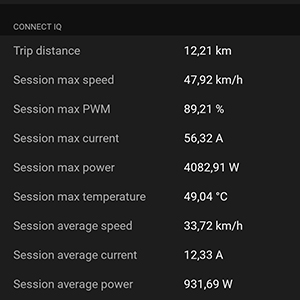 CONNECT IQ
Trip distance 12,21 km
Session max speed 47,92 km/h
Session max PWM 89,21 %
Session max current 56,32 A
Session max power 4082,91 W
Session max temperature 49,04 °C
Session average speed 33,72 km/h
Session average current 12,33 A
Session average power 931,69 W